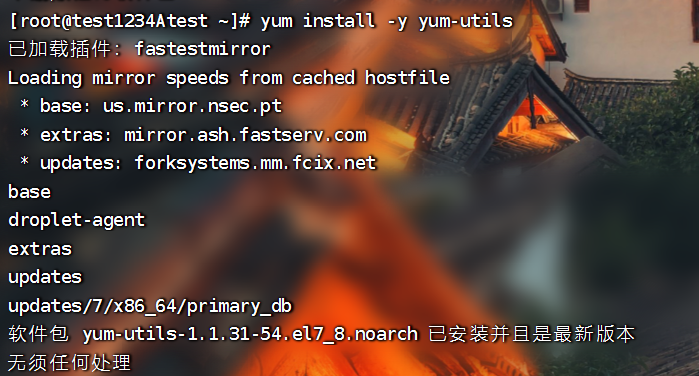 [root@test1234Atest ~]# yum install -y yum-utils
已加载插件：fastestmirror
Loading mirror speeds from cached hostfile
 * base: us.mirror.nsec.pt
 * extras: mirror.ash.fastserv.com
 * updates: forksystems.mm.fcix.net
base
droplet-agent
extras
updates
updates/7/x86_64/primary_db
软件包 yum-utils-1.1.31-54.el7_8.noarch 已安装并且是最新版本
无须任何处理